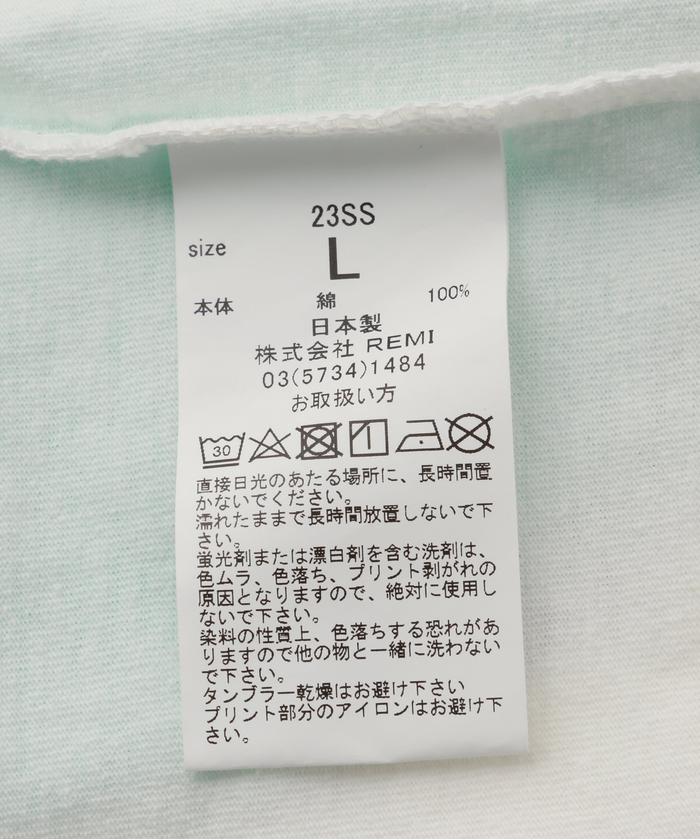 23SS
size L
本体 綿 100%
日本製
株式会社 REMI
03(5734)1484
お取扱い方
30
直接日光のあたる場所に、長時間置
かないでください。
濡れたままで長時間放置しないで下
さい。
蛍光剤または漂白剤を含む洗剤は、
色ムラ、色落ち、プリント剥がれの
原因となりますので、絶対に使用し
ないで下さい。
染料の性質上、色落ちする恐れがあ
りますので他の物と一緒に洗わない
で下さい。
タンブラー乾燥はお避け下さい
プリント部分のアイロンはお避け下
さい。